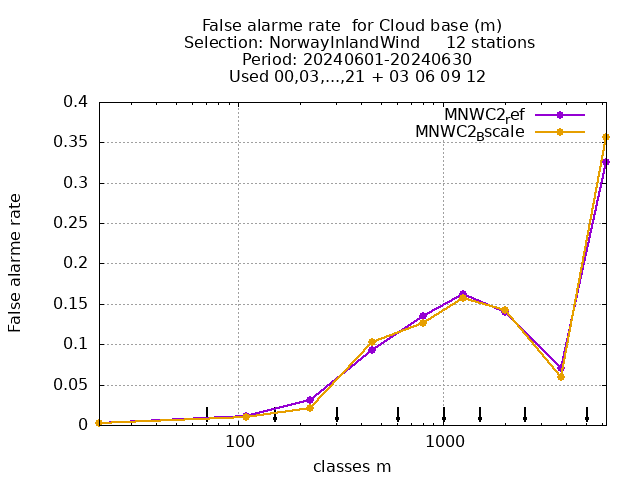 False alarme rate  for Cloud base (m)
Selection: NorwayInlandWind     12 stations
Period: 20240601-20240630
Used 00,03,...,21 + 03 06 09 12
MNWC2ref
MNWC2Bscale
0.4
0.35
0.3
0.25
0.2
0.15
0.1
0.05
0
False alarme rate
100
1000
classes m